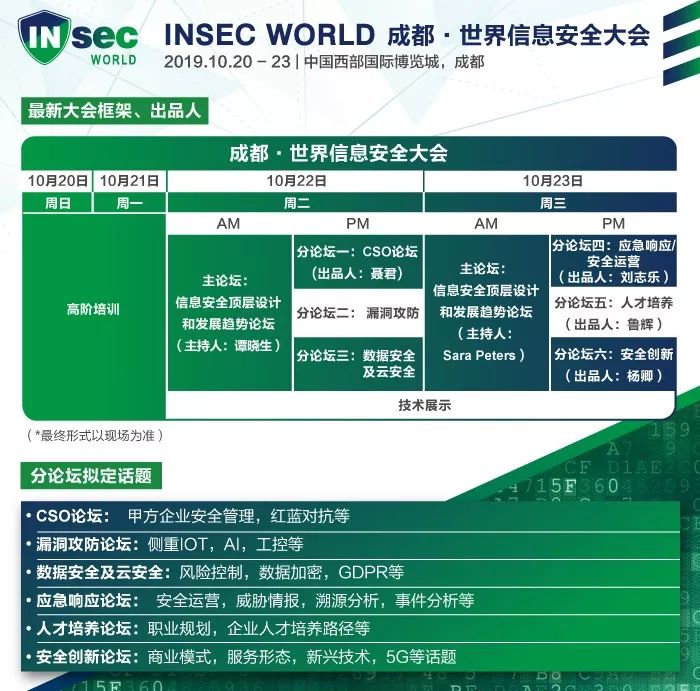 INSEC
WORLD
INSEC WORLD 成都·世界信息安全大会
2019.10.20 – 23 | 中国西部国际博览城，成都
最新大会框架、出品人
成都·世界信息安全大会
10月20日 10月21日 10月22日 10月23日
周日 周一 周二 周三
AM PM AM PM
高阶培训
主论坛：
信息安全顶层设计
和发展趋势论坛
（主持人：谭晓生）
分论坛一：CSO论坛
（出品人：聂君）
分论坛二： 漏洞攻防
分论坛三：数据安全
及云安全
主论坛：
信息安全顶层设计
和发展趋势论坛
（主持人：
Sara Peters）
分论坛四：应急响应/
安全运营
（出品人：刘志乐）
分论坛五：人才培养
（出品人：鲁辉）
分论坛六：安全创新
（出品人：杨卿）
技术展示
（*最终形式以现场为准）
分论坛拟定话题
• CSO论坛： 甲方企业安全管理，红蓝对抗等
• 漏洞攻防论坛：侧重IOT，AI，工控等
• 数据安全及云安全：风险控制，数据加密，GDPR等
• 应急响应论坛： 安全运营，威胁情报，溯源分析，事件分析等
• 人才培养论坛：职业规划，企业人才培养路径等
• 安全创新论坛：商业模式，服务形态，新兴技术，5G等话题